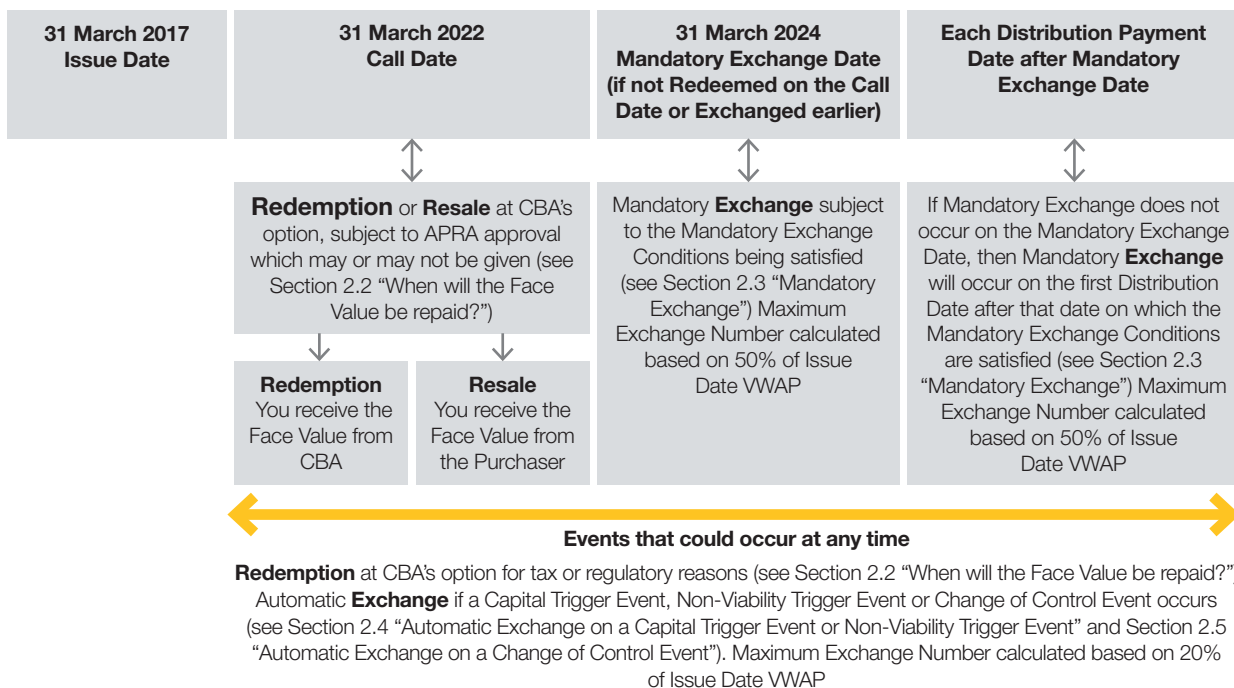 31 March 2017
Issue Date
31 March 2022
Call Date
31 March 2024
Mandatory Exchange Date
(if not Redeemed on the Call
Date or Exchanged earlier)
Each Distribution Payment
Date after Mandatory
Exchange Date
Redemption or Resale at CBA’s
option, subject to APRA approval
which may or may not be given (see
Section 2.2 “When will the Face
Value be repaid?”)
Redemption
You receive the
Face Value from
CBA
Resale
You receive the
Face Value from
the Purchaser
Mandatory Exchange subject
to the Mandatory Exchange
Conditions being satisfied
(see Section 2.3 “Mandatory
Exchange”) Maximum
Exchange Number calculated
based on 50% of Issue
Date VWAP
If Mandatory Exchange does not
occur on the Mandatory Exchange
Date, then Mandatory Exchange
will occur on the first Distribution
Date after that date on which the
Mandatory Exchange Conditions
are satisfied (see Section 2.3
“Mandatory Exchange”) Maximum
Exchange Number calculated
based on 50% of Issue
Date VWAP
Events that could occur at any time
Redemption at CBA’s option for tax or regulatory reasons (see Section 2.2 “When will the Face Value be repaid?”)
Automatic Exchange if a Capital Trigger Event, Non-Viability Trigger Event or Change of Control Event occurs
(see Section 2.4 “Automatic Exchange on a Capital Trigger Event or Non-Viability Trigger Event” and Section 2.5
“Automatic Exchange on a Change of Control Event”). Maximum Exchange Number calculated based on 20%
of Issue Date VWAP